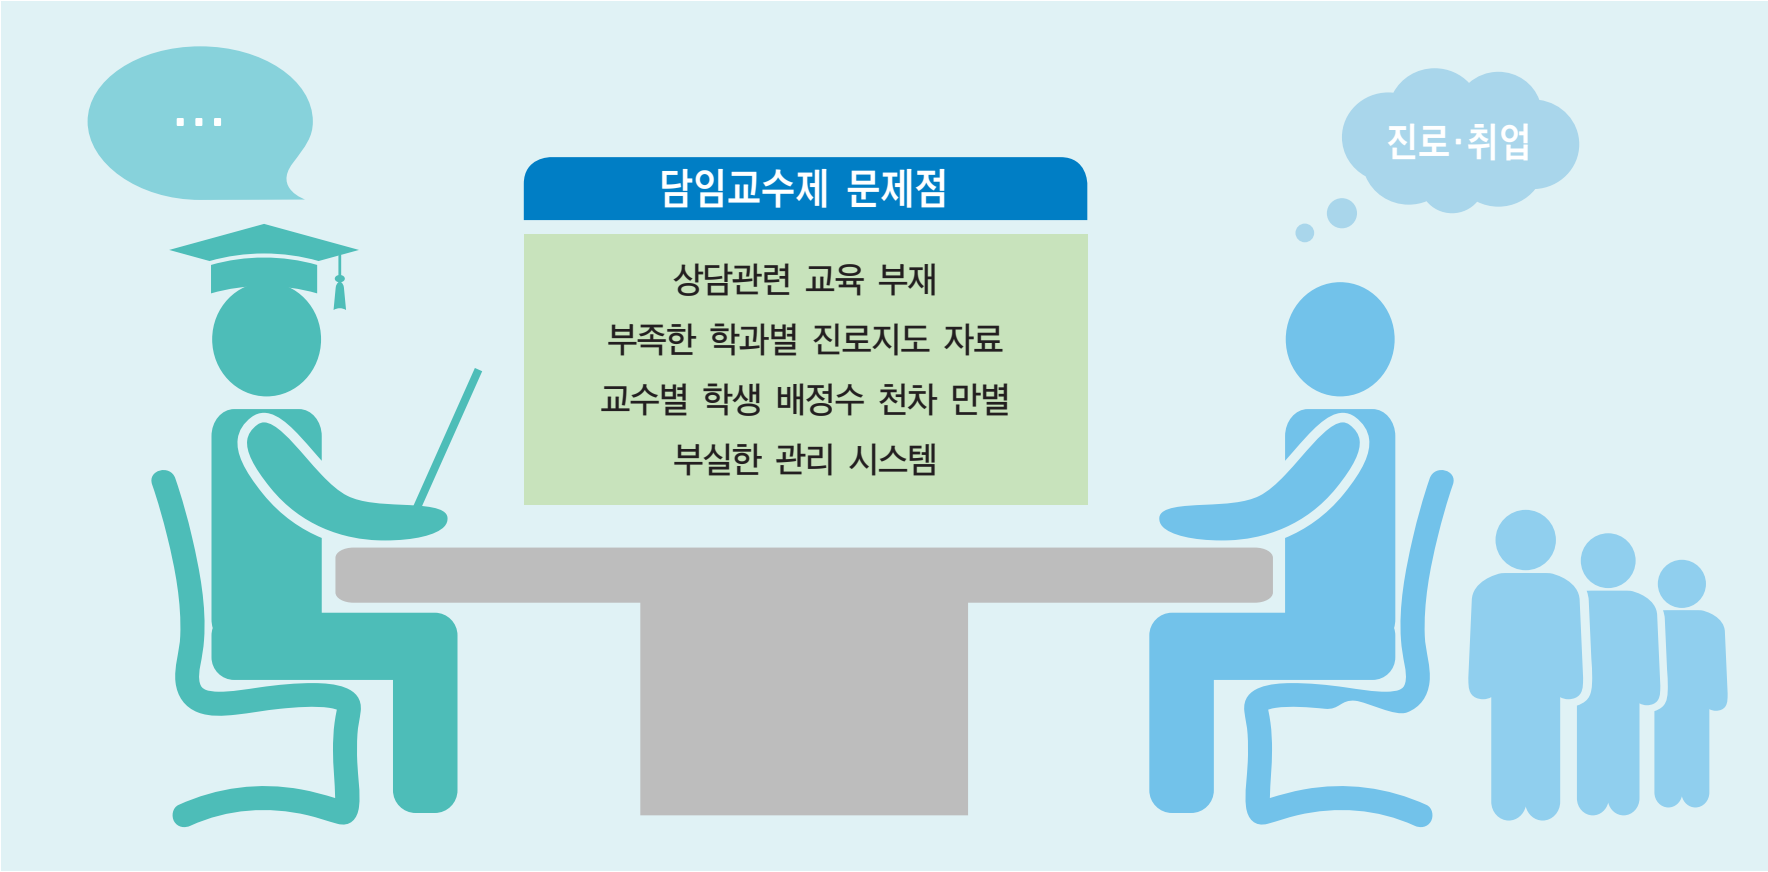 ...
진로·취업
담임교수제 문제점
상담관련 교육 부재
부족한 학과별 진로지도 자료
교수별 학생 배정수 천차 만별
부실한 관리 시스템